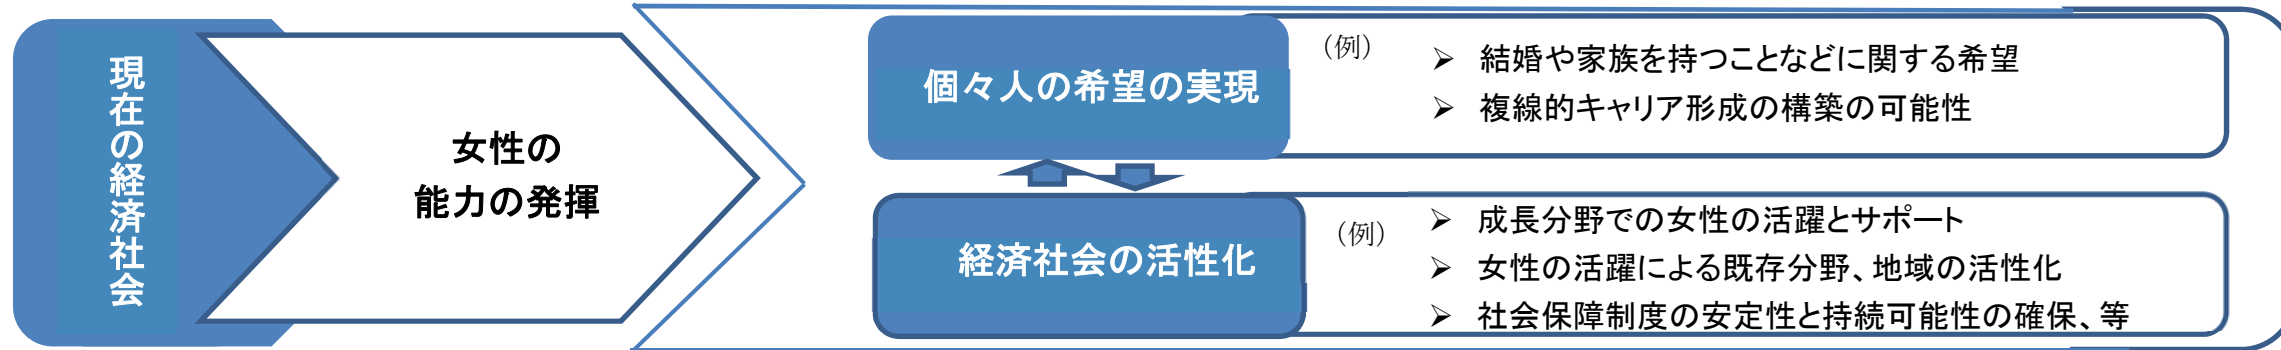 現在の経済社会
女性の
能力の発揮
個々人の希望の実現
（例）
➢ 結婚や家族を持つことなどに関する希望
➢ 複線的キャリア形成の構築の可能性
経済社会の活性化
（例）
➢ 成長分野での女性の活躍とサポート
➢ 女性の活躍による既存分野、地域の活性化
➢ 社会保障制度の安定性と持続可能性の確保、等